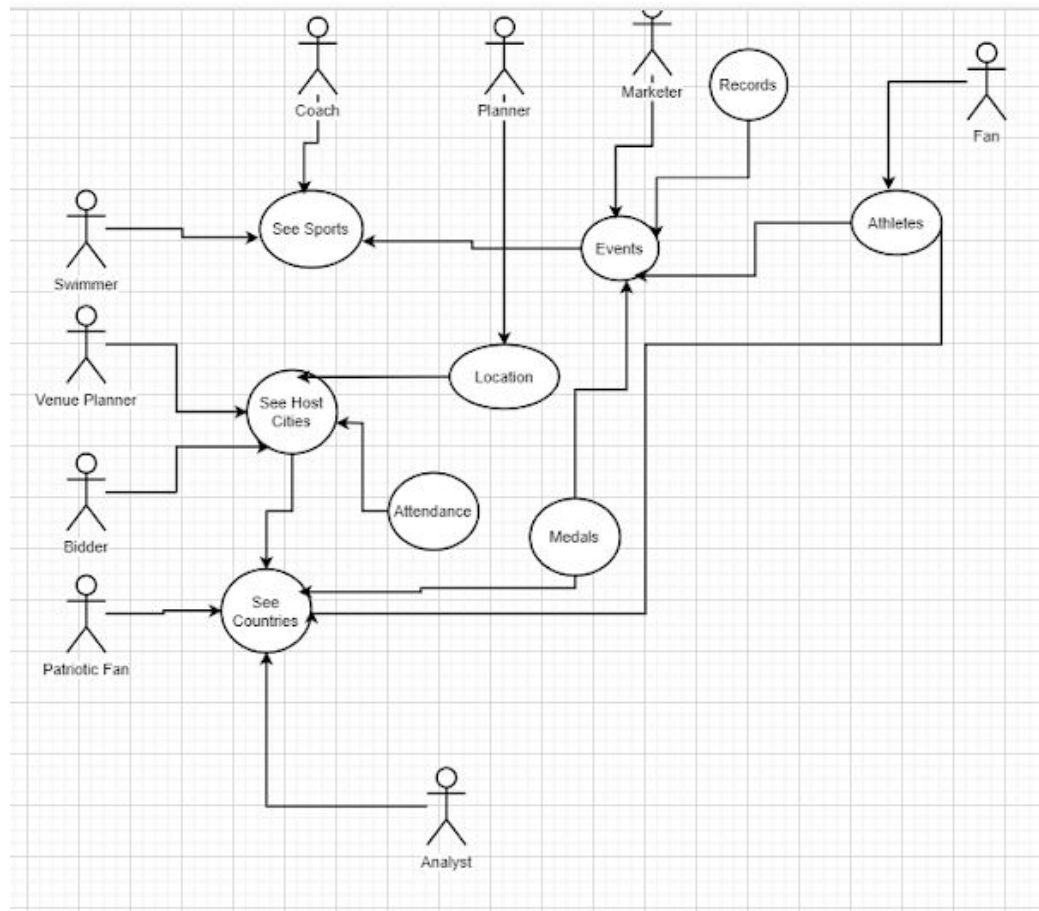 Coach
Planner
Marketer
Records
Fan
See Sports
Events
Athletes
Swimmer
Venue Planner
See Host
Cities
Location
Bidder
Attendance
Medals
See
Countries
Patriotic Fan
Analyst